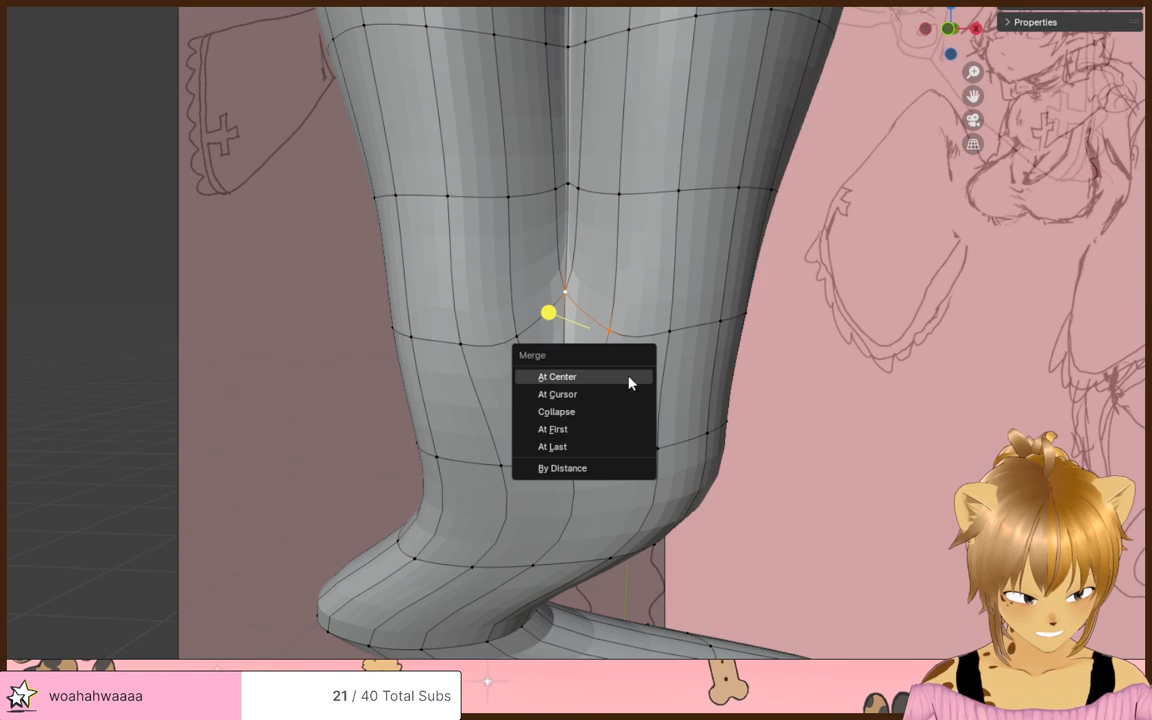 Properties
X
Merge
At Center
At Cursor
Collapse
At First
At Last
By Distance
woahahwaaaa
21 / 40 Total Subs